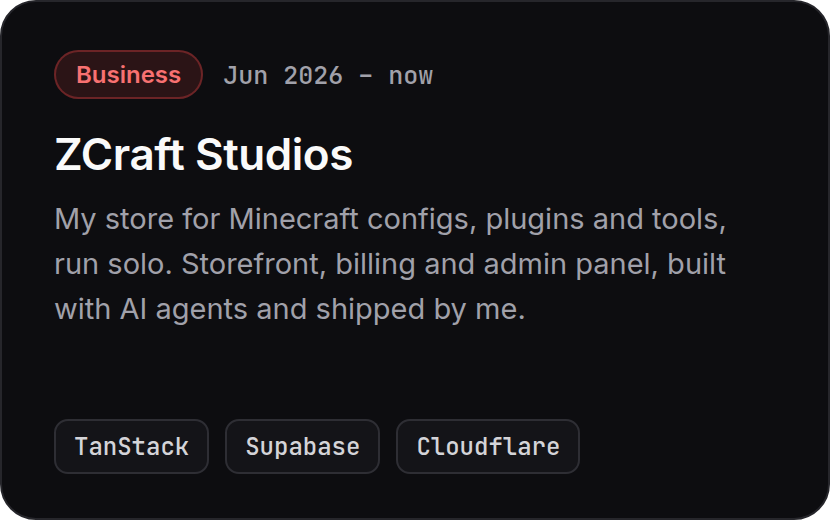 Business
Jun 2026 – now
ZCraft Studios
My store for Minecraft configs, plugins and tools,
run solo. Storefront, billing and admin panel, built
with AI agents and shipped by me.
TanStack
Supabase
Cloudflare